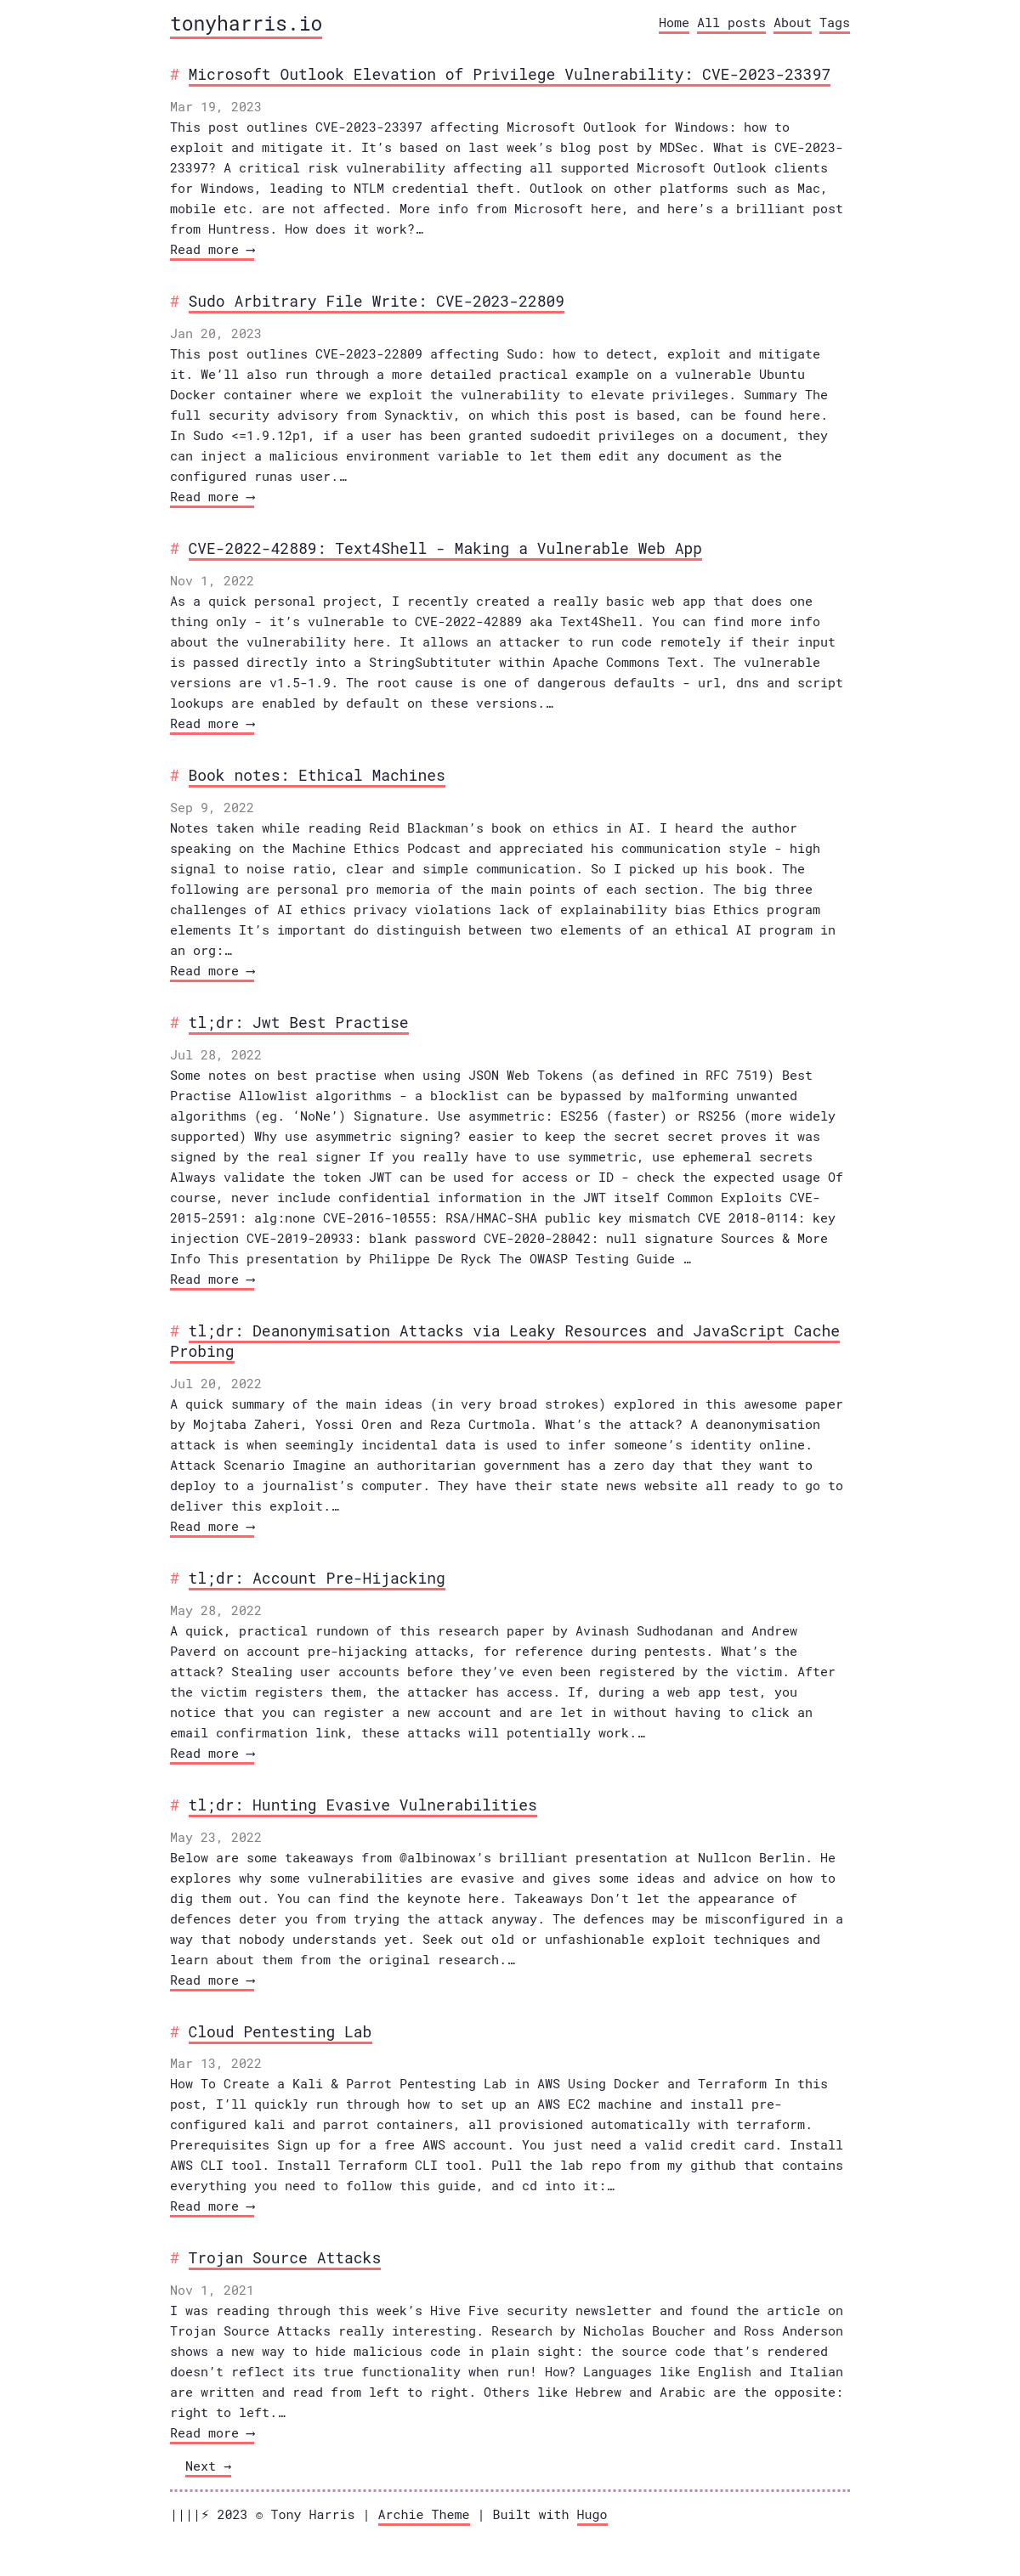 tonyharris.io
Home All posts About Tags
# Microsoft Outlook Elevation of Privilege Vulnerability: CVE-2023-23397
Mar 19, 2023
This post outlines CVE-2023-23397 affecting Microsoft Outlook for Windows: how to
exploit and mitigate it. It’s based on last week’s blog post by MDSec. What is CVE-2023-
23397? A critical risk vulnerability affecting all supported Microsoft Outlook clients
for Windows, leading to NTLM credential theft. Outlook on other platforms such as Mac,
mobile etc. are not affected. More info from Microsoft here, and here’s a brilliant post
from Huntress. How does it work?…
Read more ⟶
# Sudo Arbitrary File Write: CVE-2023-22809
Jan 20, 2023
This post outlines CVE-2023-22809 affecting Sudo: how to detect, exploit and mitigate
it. We’ll also run through a more detailed practical example on a vulnerable Ubuntu
Docker container where we exploit the vulnerability to elevate privileges. Summary The
full security advisory from Synacktiv, on which this post is based, can be found here.
In Sudo <=1.9.12p1, if a user has been granted sudoedit privileges on a document, they
can inject a malicious environment variable to let them edit any document as the
configured runas user.…
Read more ⟶
# CVE-2022-42889: Text4Shell - Making a Vulnerable Web App
Nov 1, 2022
As a quick personal project, I recently created a really basic web app that does one
thing only - it’s vulnerable to CVE-2022-42889 aka Text4Shell. You can find more info
about the vulnerability here. It allows an attacker to run code remotely if their input
is passed directly into a StringSubtituter within Apache Commons Text. The vulnerable
versions are v1.5-1.9. The root cause is one of dangerous defaults - url, dns and script
lookups are enabled by default on these versions.…
Read more ⟶
# Book notes: Ethical Machines
Sep 9, 2022
Notes taken while reading Reid Blackman’s book on ethics in AI. I heard the author
speaking on the Machine Ethics Podcast and appreciated his communication style - high
signal to noise ratio, clear and simple communication. So I picked up his book. The
following are personal pro memoria of the main points of each section. The big three
challenges of AI ethics privacy violations lack of explainability bias Ethics program
elements It’s important do distinguish between two elements of an ethical AI program in
an org:…
Read more ⟶
# tl;dr: Jwt Best Practise
Jul 28, 2022
Some notes on best practise when using JSON Web Tokens (as defined in RFC 7519) Best
Practise Allowlist algorithms - a blocklist can be bypassed by malforming unwanted
algorithms (eg. ‘NoNe’) Signature. Use asymmetric: ES256 (faster) or RS256 (more widely
supported) Why use asymmetric signing? easier to keep the secret secret proves it was
signed by the real signer If you really have to use symmetric, use ephemeral secrets
Always validate the token JWT can be used for access or ID - check the expected usage Of
course, never include confidential information in the JWT itself Common Exploits CVE-
2015-2591: alg:none CVE-2016-10555: RSA/HMAC-SHA public key mismatch CVE 2018-0114: key
injection CVE-2019-20933: blank password CVE-2020-28042: null signature Sources & More
Info This presentation by Philippe De Ryck The OWASP Testing Guide …
Read more ⟶
# tl;dr: Deanonymisation Attacks via Leaky Resources and JavaScript Cache
Probing
Jul 20, 2022
A quick summary of the main ideas (in very broad strokes) explored in this awesome paper
by Mojtaba Zaheri, Yossi Oren and Reza Curtmola. What’s the attack? A deanonymisation
attack is when seemingly incidental data is used to infer someone’s identity online.
Attack Scenario Imagine an authoritarian government has a zero day that they want to
deploy to a journalist’s computer. They have their state news website all ready to go to
deliver this exploit.…
Read more ⟶
# tl;dr: Account Pre-Hijacking
May 28, 2022
A quick, practical rundown of this research paper by Avinash Sudhodanan and Andrew
Paverd on account pre-hijacking attacks, for reference during pentests. What’s the
attack? Stealing user accounts before they’ve even been registered by the victim. After
the victim registers them, the attacker has access. If, during a web app test, you
notice that you can register a new account and are let in without having to click an
email confirmation link, these attacks will potentially work.…
Read more ⟶
# tl;dr: Hunting Evasive Vulnerabilities
May 23, 2022
Below are some takeaways from @albinowax’s brilliant presentation at Nullcon Berlin. He
explores why some vulnerabilities are evasive and gives some ideas and advice on how to
dig them out. You can find the keynote here. Takeaways Don’t let the appearance of
defences deter you from trying the attack anyway. The defences may be misconfigured in a
way that nobody understands yet. Seek out old or unfashionable exploit techniques and
learn about them from the original research.…
Read more ⟶
# Cloud Pentesting Lab
Mar 13, 2022
How To Create a Kali & Parrot Pentesting Lab in AWS Using Docker and Terraform In this
post, I’ll quickly run through how to set up an AWS EC2 machine and install pre-
configured kali and parrot containers, all provisioned automatically with terraform.
Prerequisites Sign up for a free AWS account. You just need a valid credit card. Install
AWS CLI tool. Install Terraform CLI tool. Pull the lab repo from my github that contains
everything you need to follow this guide, and cd into it:…
Read more ⟶
# Trojan Source Attacks
Nov 1, 2021
I was reading through this week’s Hive Five security newsletter and found the article on
Trojan Source Attacks really interesting. Research by Nicholas Boucher and Ross Anderson
shows a new way to hide malicious code in plain sight: the source code that’s rendered
doesn’t reflect its true functionality when run! How? Languages like English and Italian
are written and read from left to right. Others like Hebrew and Arabic are the opposite:
right to left.…
Read more ⟶
Next →
||||⚡ 2023 © Tony Harris | Archie Theme | Built with Hugo